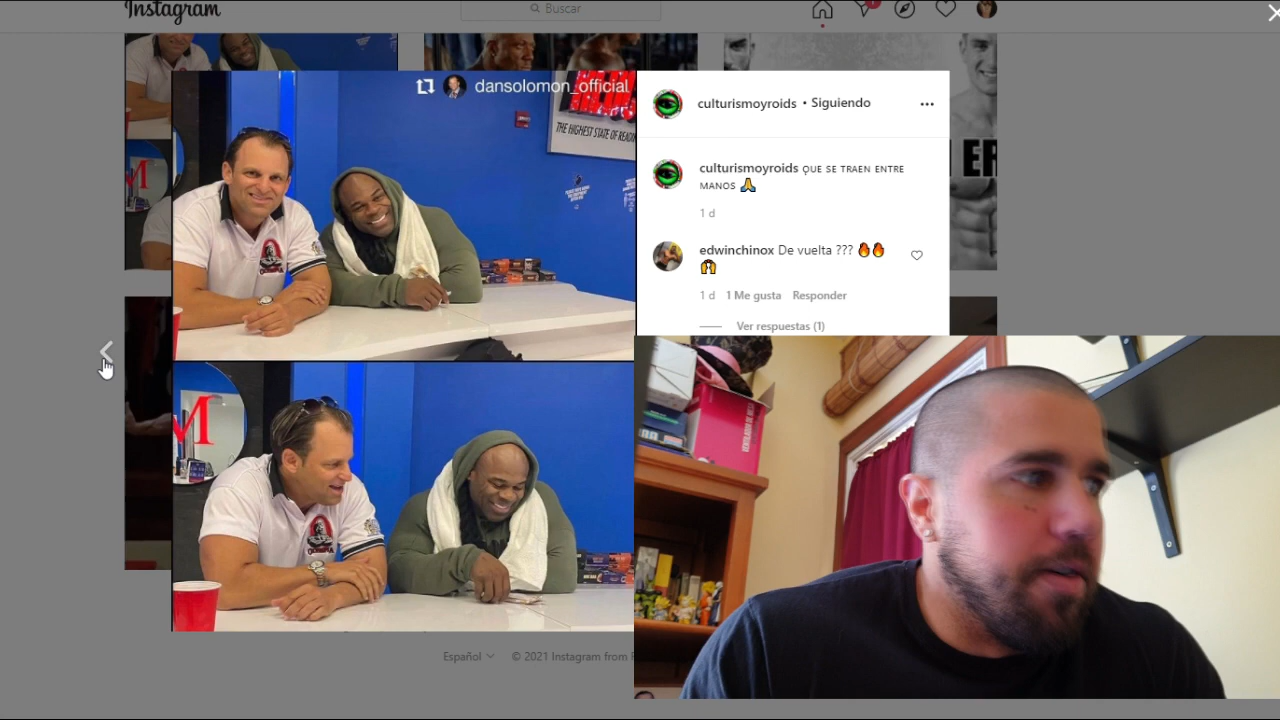 Instagram
Buscar
dansolomon_official
THE HIGHEST STATE OF READI
culturismoyroids • Siguiendo
culturismoyroids QUE SE TRAEN ENTRE
MANOS 🙏
1 d
edwinchinox De vuelta ??? 🔥🔥
🙌
1 d 1 Me gusta Responder
Ver respuestas (1)
ER
M
Español
© 2021 Instagram from